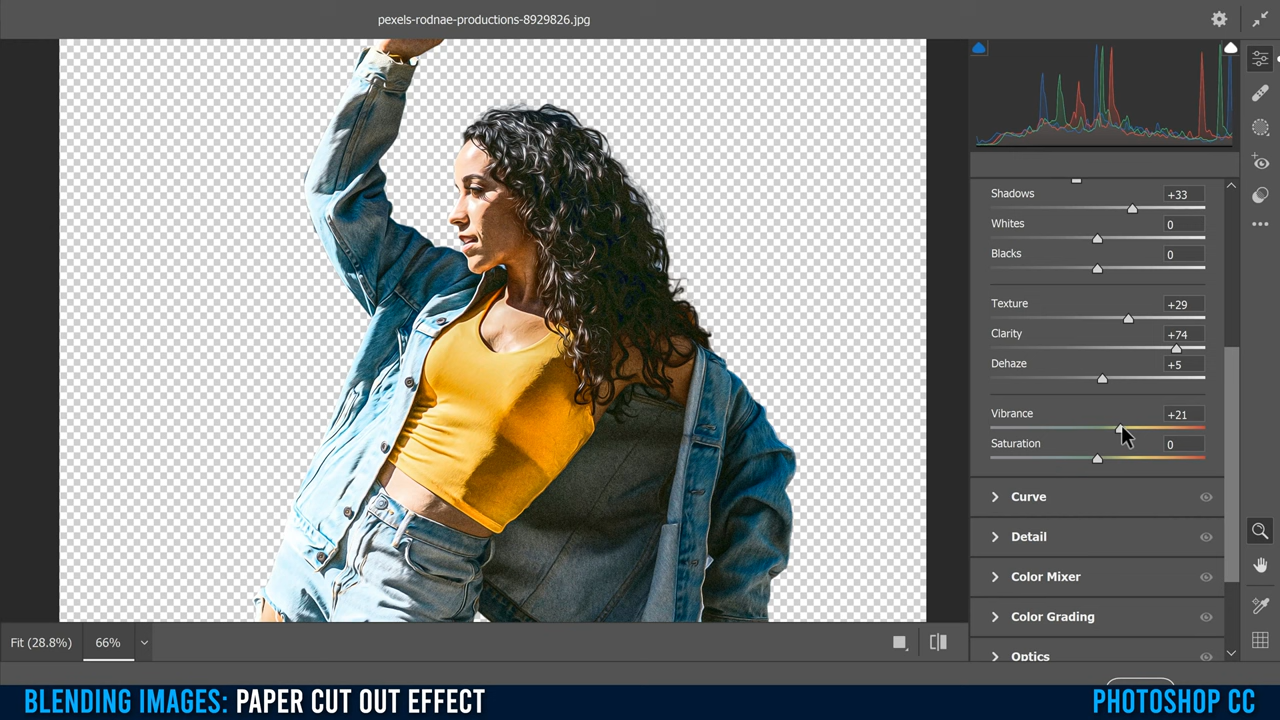 pexels-rodnae-productions-8929826.jpg
Shadows +33
Whites 0
Blacks 0
Texture +29
Clarity +74
Dehaze +5
Vibrance +21
Saturation 0
Curve
Detail
Color Mixer
Color Grading
Optics
Fit (28.8%) 66%
BLENDING IMAGES: PAPER CUT OUT EFFECT PHOTOSHOP CC